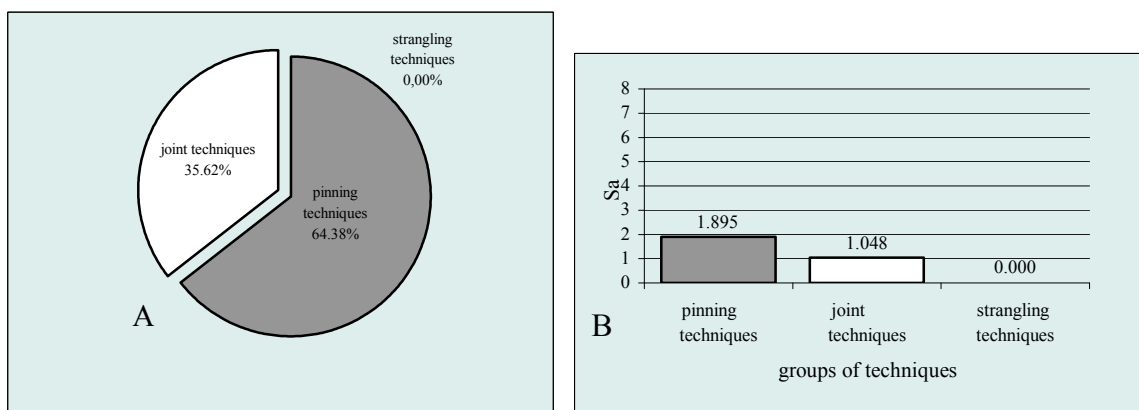 strangling
techniques
0,00%
joint techniques
35.62%
pinning
techniques
64.38%
A
8
7
6
5
4
3
2
1
0
Sa
1.895
1.048
0.000
pinning techniques
joint techniques
strangling techniques
groups of techniques
B